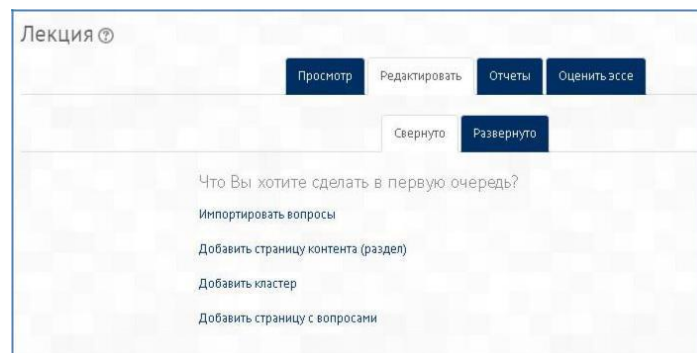 Лекция
Просмотр Редактировать Отчеты Оценить эссе
Свернуто Развернуто
Что Вы хотите сделать в первую очередь?
Импортировать вопросы
Добавить страницу контента (раздел)
Добавить кластер
Добавить страницу с вопросами